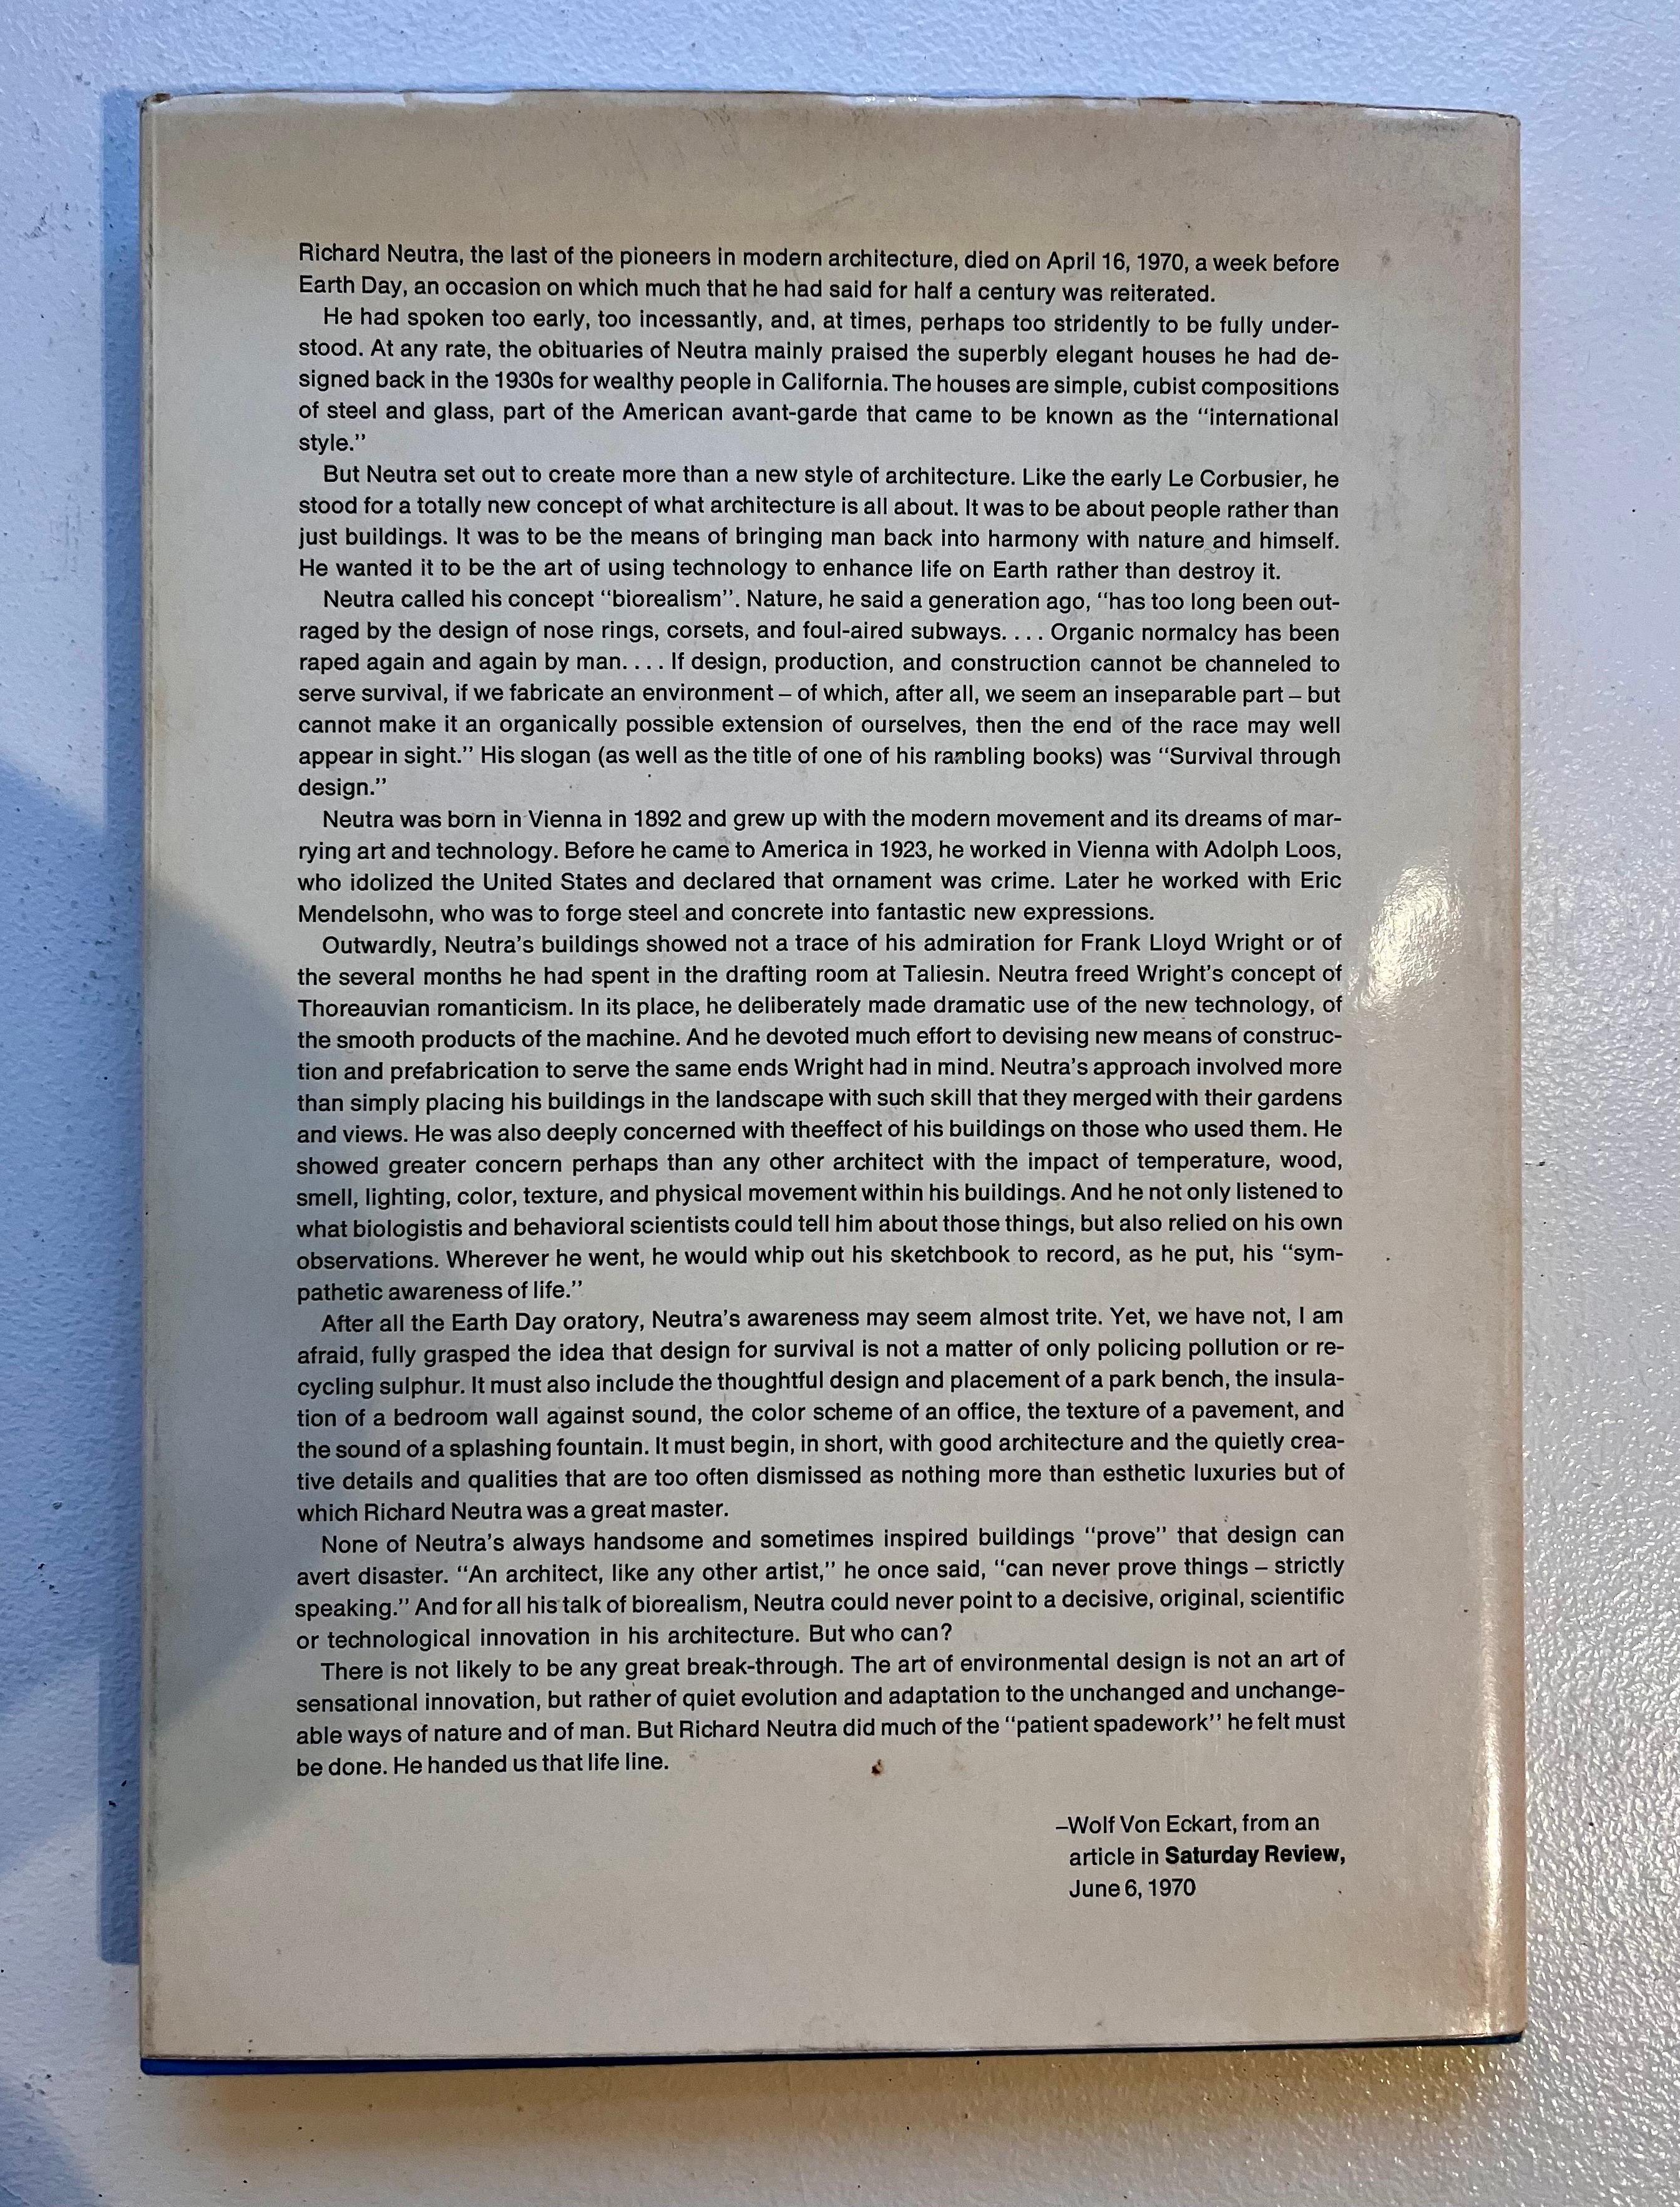 Richard Neutra, the last of the pioneers in modern architecture, died on April 16, 1970, a week before
Earth Day, an occasion on which much that he had said for half a century was reiterated.
He had spoken too early, too incessantly, and, at times, perhaps too stridently to be fully under-
stood. At any rate, the obituaries of Neutra mainly praised the superbly elegant houses he had de-
signed back in the 1930s for wealthy people in California. The houses are simple, cubist compositions
of steel and glass, part of the American avant-garde that came to be known as the “international
style.”
But Neutra set out to create more than a new style of architecture. Like the early Le Corbusier, he
stood for a totally new concept of what architecture is all about. It was to be about people rather than
just buildings. It was to be the means of bringing man back into harmony with nature and himself.
He wanted it to be the art of using technology to enhance life on Earth rather than destroy it.
Neutra called his concept “biorealism”. Nature, he said a generation ago, “has too long been out-
raged by the design of nose rings, corsets, and foul-aired subways. . . . Organic normalcy has been
raped again and again by man. . . . If design, production, and construction cannot be channeled to
serve survival, if we fabricate an environment – of which, after all, we seem an inseparable part – but
cannot make it an organically possible extension of ourselves, then the end of the race may well
appear in sight.” His slogan (as well as the title of one of his rambling books) was “Survival through
design.”
Neutra was born in Vienna in 1892 and grew up with the modern movement and its dreams of mar-
rying art and technology. Before he came to America in 1923, he worked in Vienna with Adolph Loos,
who idolized the United States and declared that ornament was crime. Later he worked with Eric
Mendelsohn, who was to forge steel and concrete into fantastic new expressions.
Outwardly, Neutra’s buildings showed not a trace of his admiration for Frank Lloyd Wright or of
the several months he had spent in the drafting room at Taliesin. Neutra freed Wright’s concept of
Thoreauvian romanticism. In its place, he deliberately made dramatic use of the new technology, of
the smooth products of the machine. And he devoted much effort to devising new means of construc-
tion and prefabrication to serve the same ends Wright had in mind. Neutra’s approach involved more
than simply placing his buildings in the landscape with such skill that they merged with their gardens
and views. He was also deeply concerned with theeffect of his buildings on those who used them. He
showed greater concern perhaps than any other architect with the impact of temperature, wood,
smell, lighting, color, texture, and physical movement within his buildings. And he not only listened to
what biologistis and behavioral scientists could tell him about those things, but also relied on his own
observations. Wherever he went, he would whip out his sketchbook to record, as he put, his “sym-
pathetic awareness of life.”
After all the Earth Day oratory, Neutra’s awareness may seem almost trite. Yet, we have not, I am
afraid, fully grasped the idea that design for survival is not a matter of only policing pollution or re-
cycling sulphur. It must also include the thoughtful design and placement of a park bench, the insula-
tion of a bedroom wall against sound, the color scheme of an office, the texture of a pavement, and
the sound of a splashing fountain. It must begin, in short, with good architecture and the quietly crea-
tive details and qualities that are too often dismissed as nothing more than esthetic luxuries but of
which Richard Neutra was a great master.
None of Neutra’s always handsome and sometimes inspired buildings “prove” that design can
avert disaster. “An architect, like any other artist,” he once said, “can never prove things – strictly
speaking.” And for all his talk of biorealism, Neutra could never point to a decisive, original, scientific
or technological innovation in his architecture. But who can?
There is not likely to be any great break-through. The art of environmental design is not an art of
sensational innovation, but rather of quiet evolution and adaptation to the unchanged and unchange-
able ways of nature and of man. But Richard Neutra did much of the “patient spadework” he felt must
be done. He handed us that life line.
–Wolf Von Eckart, from an
article in Saturday Review,
June 6, 1970